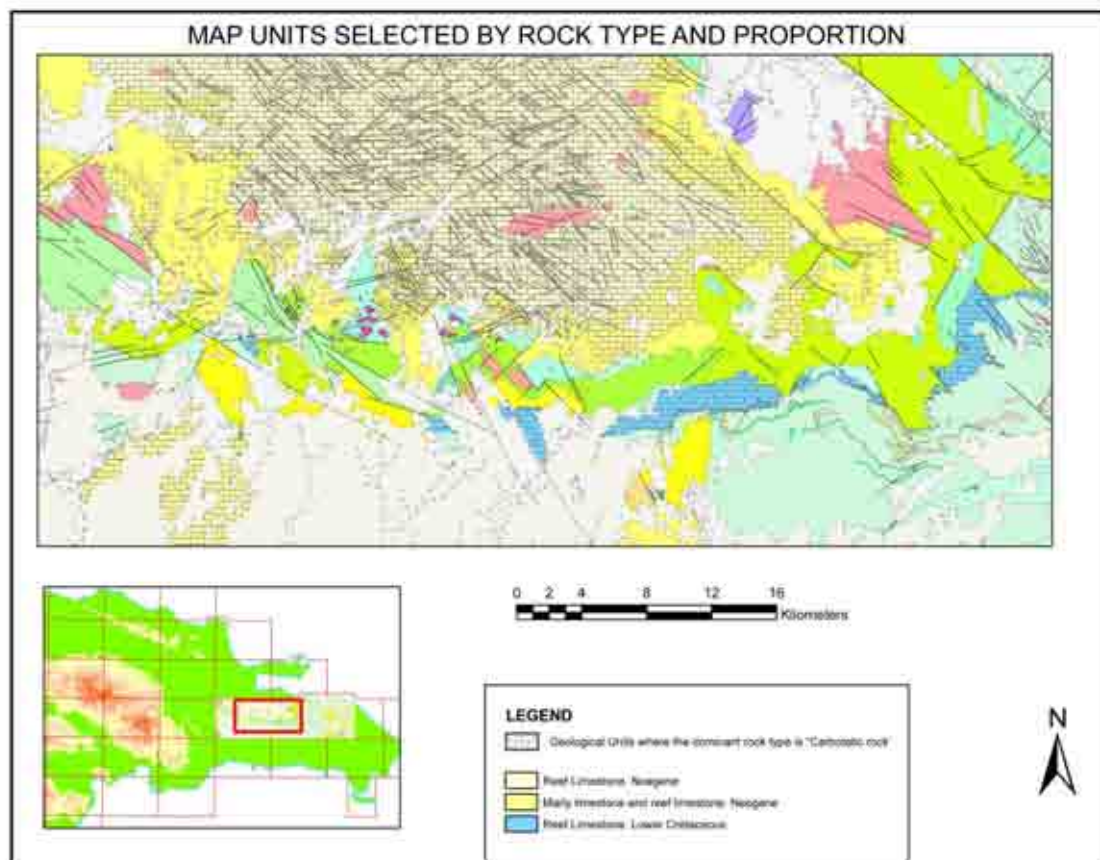 MAP UNITS SELECTED BY ROCK TYPE AND PROPORTION
0 2 4 8 12 16
Kilometers
N
LEGEND
Geological Units where the dominant rock type is "Carbonatic rock"
Reef Limestone. Neogene
Marly limestone and reef limestone. Neogene
Reef Limestone. Lower Cretaceous